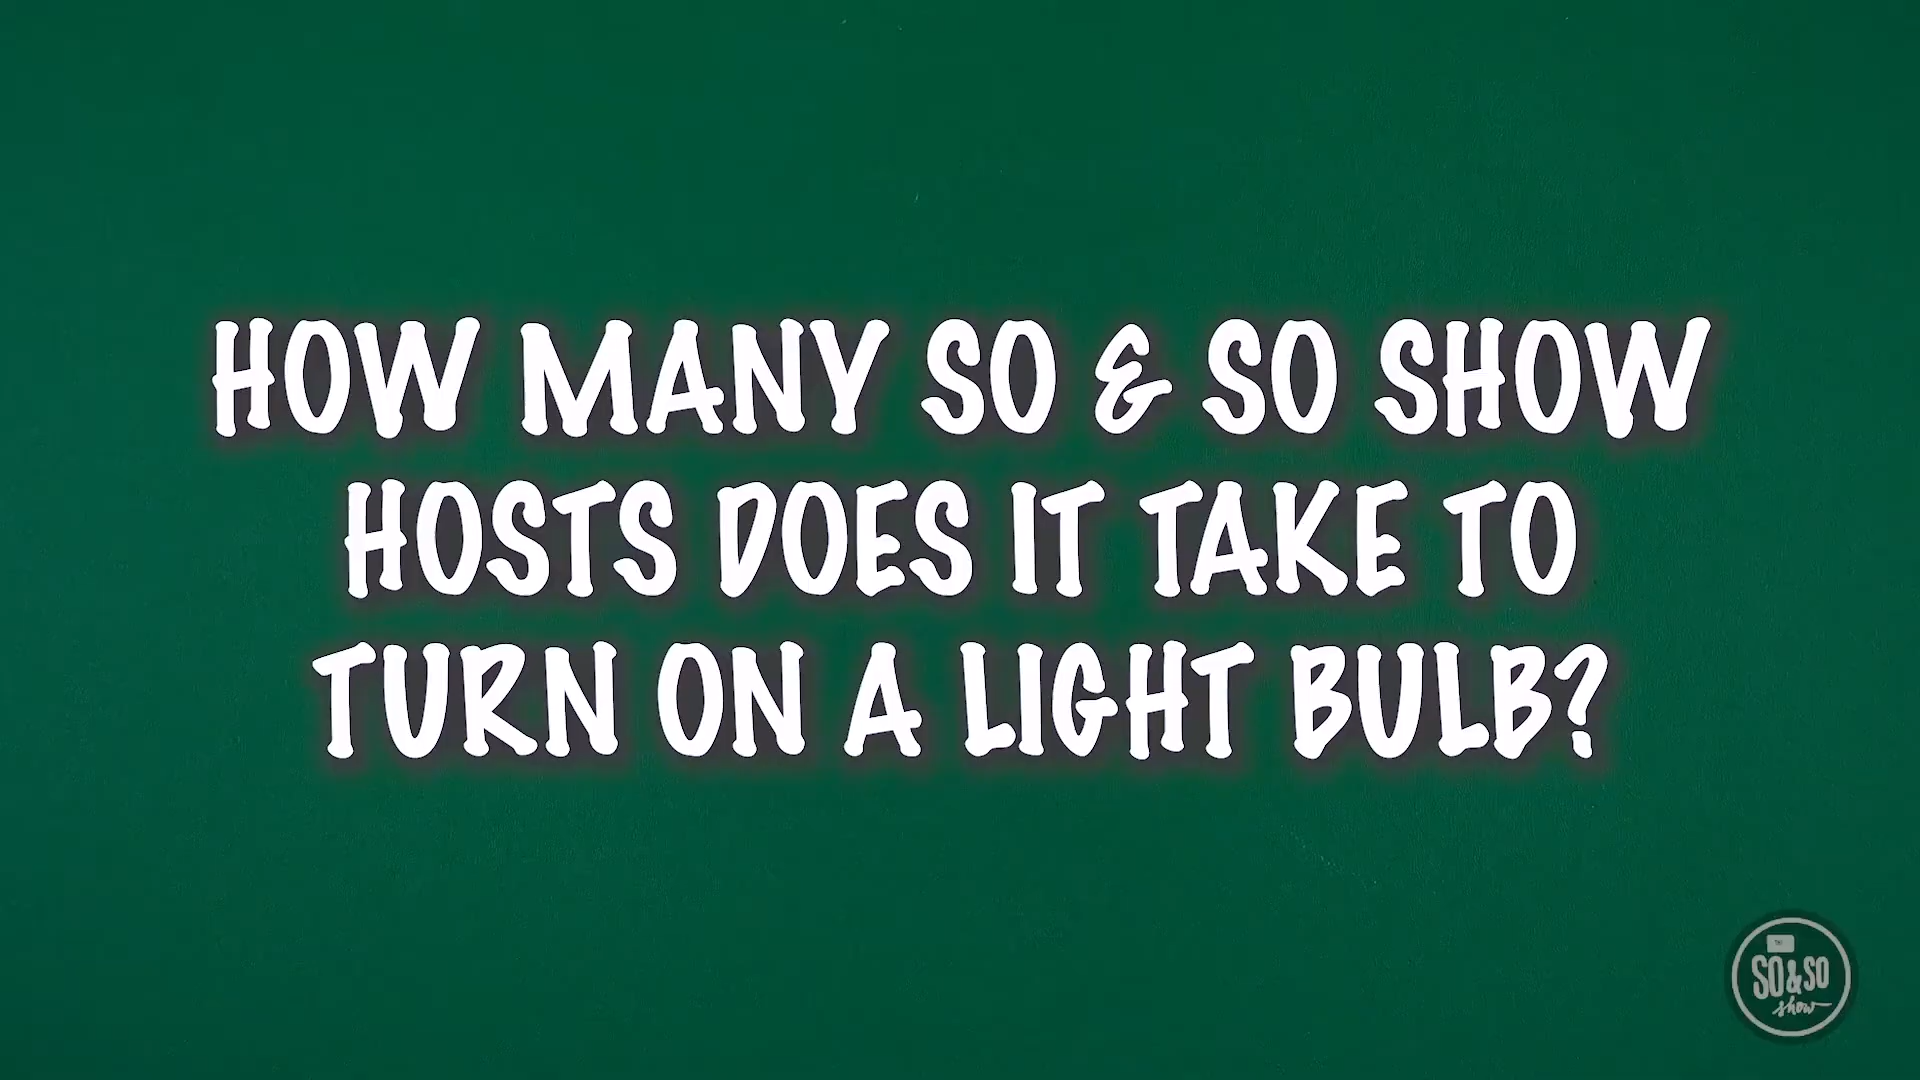 HOW MANY SO & SO SHOW
HOSTS DOES IT TAKE TO
TURN ON A LIGHT BULB?
SO & SO
show